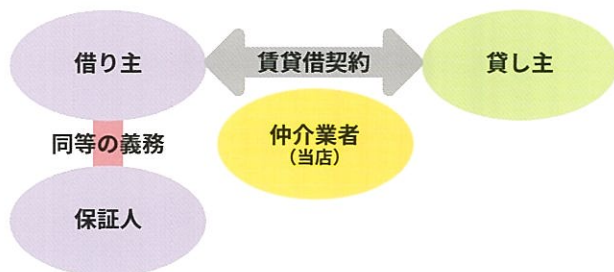 借り主
賃貸借契約
貸し主
同等の義務
仲介業者
（当店）
保証人